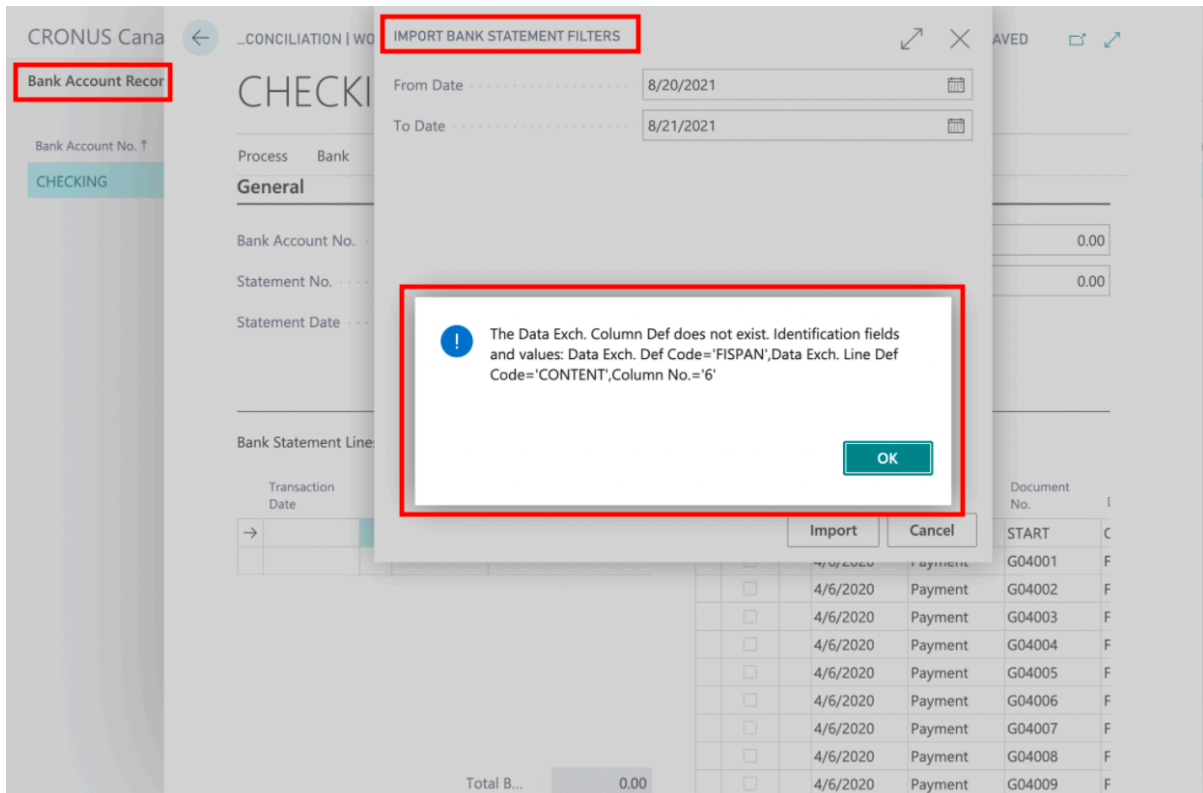 CRONUS Cana
Bank Account Recor
Bank Account No. ↑
CHECKING
...CONCILIATION | WO
AVED
CHECKI
Process Bank
General
Bank Account No.
0.00
Statement No.
0.00
Statement Date
IMPORT BANK STATEMENT FILTERS
From Date 8/20/2021
To Date 8/21/2021
The Data Exch. Column Def does not exist. Identification fields
and values: Data Exch. Def Code='FISPAN',Data Exch. Line Def
Code='CONTENT',Column No.='6'
OK
Import Cancel
Bank Statement Line
Transaction
Date
Total B... 0.00
Document
No.
START
G04001 F
4/6/2020 Payment G04002 F
4/6/2020 Payment G04003 F
4/6/2020 Payment G04004 F
4/6/2020 Payment G04005 F
4/6/2020 Payment G04006 F
4/6/2020 Payment G04007 F
4/6/2020 Payment G04008 F
4/6/2020 Payment G04009 F